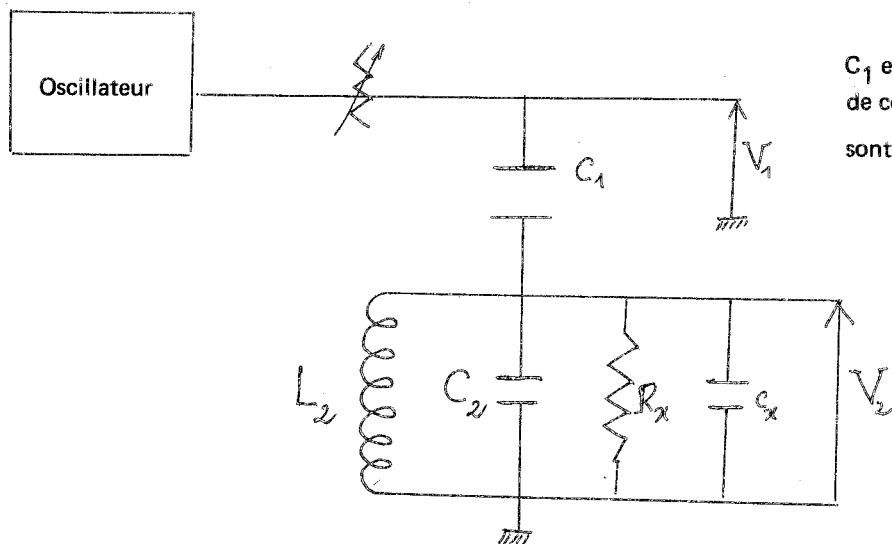 Oscillateur
C₁ e
de c
sont
V₁
C₁
L₂
C₂
Rₓ
cₓ
V₂